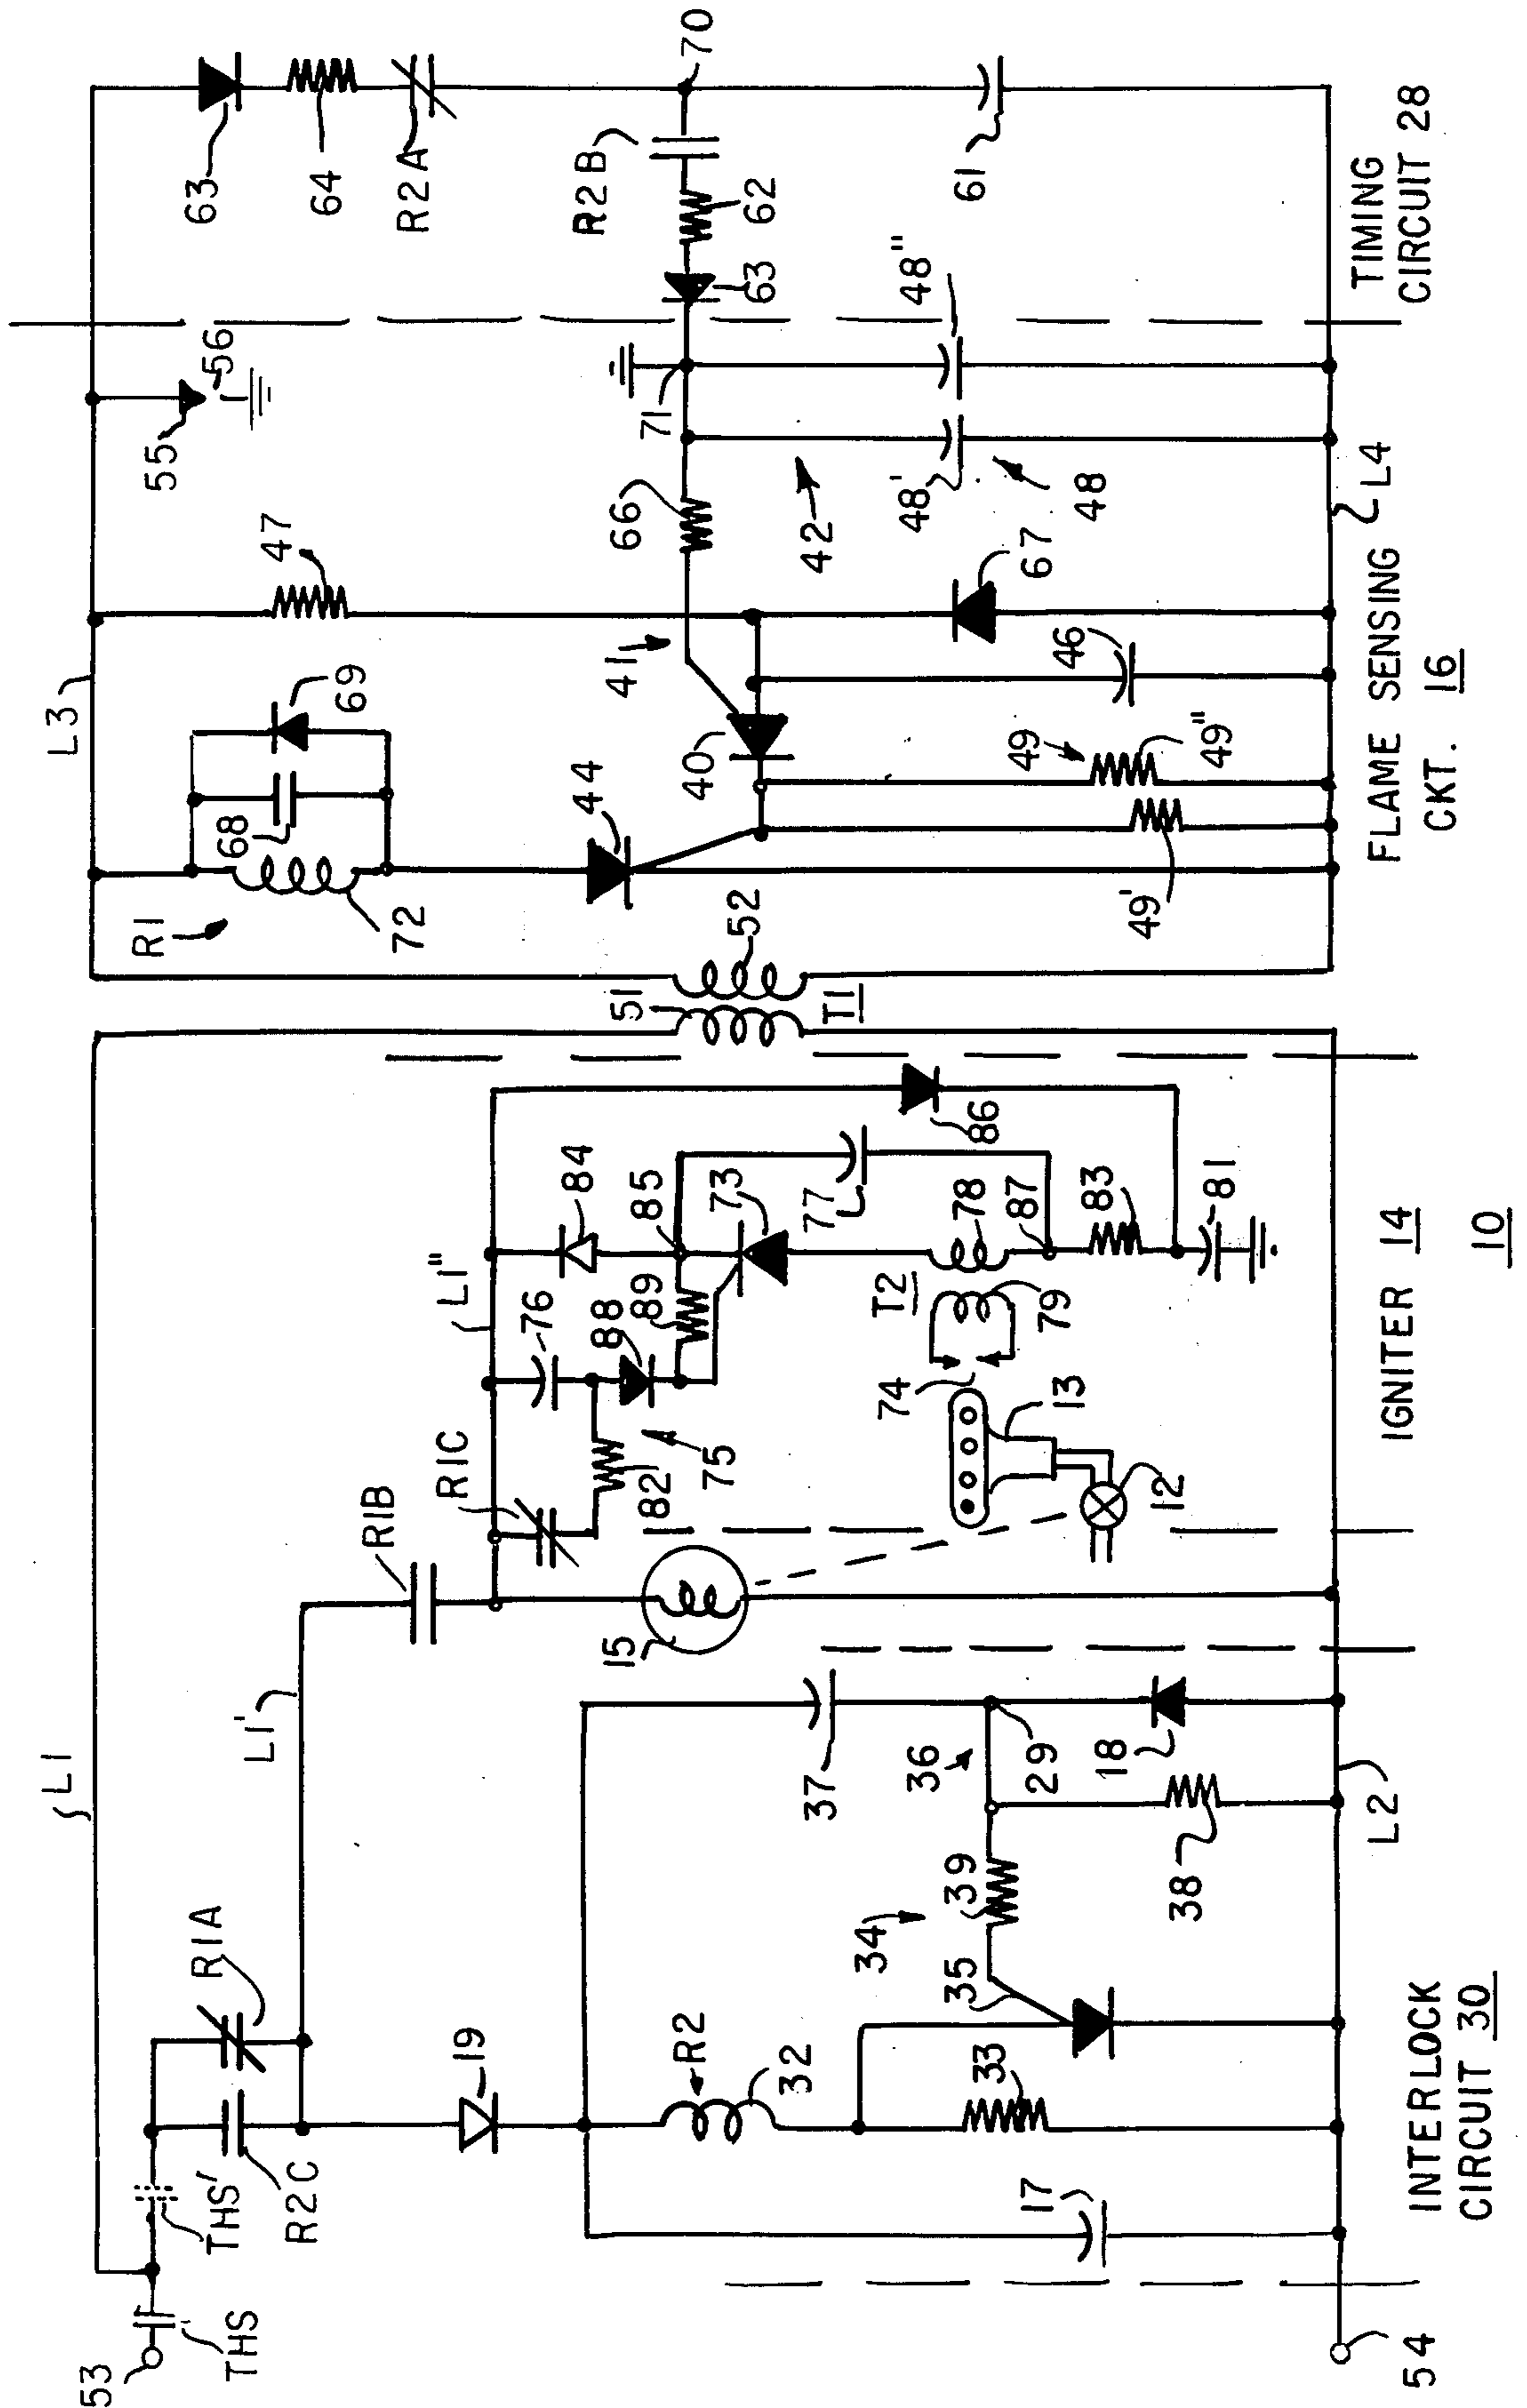 53
THS
THS'
R2C
R1A
L1
L1'
R1B
19
R2
32
33
17
34
35
39
36
37
29
38
18
L2
54
INTERLOCK
CIRCUIT 30
15
R1C
L1"
76
82
75
88
89
84
85
73
77
86
T2
78
79
87
83
81
74
13
12
IGNITER 14
10
51
52
T1
R1
72
68
69
L3
44
40
41
47
49
49'
49"
46
67
66
42
48
48'
48"
71
55
56
L4
FLAME SENSING
CKT. 16
63
64
R2A
R2B
62
63
70
61
TIMING
CIRCUIT 28